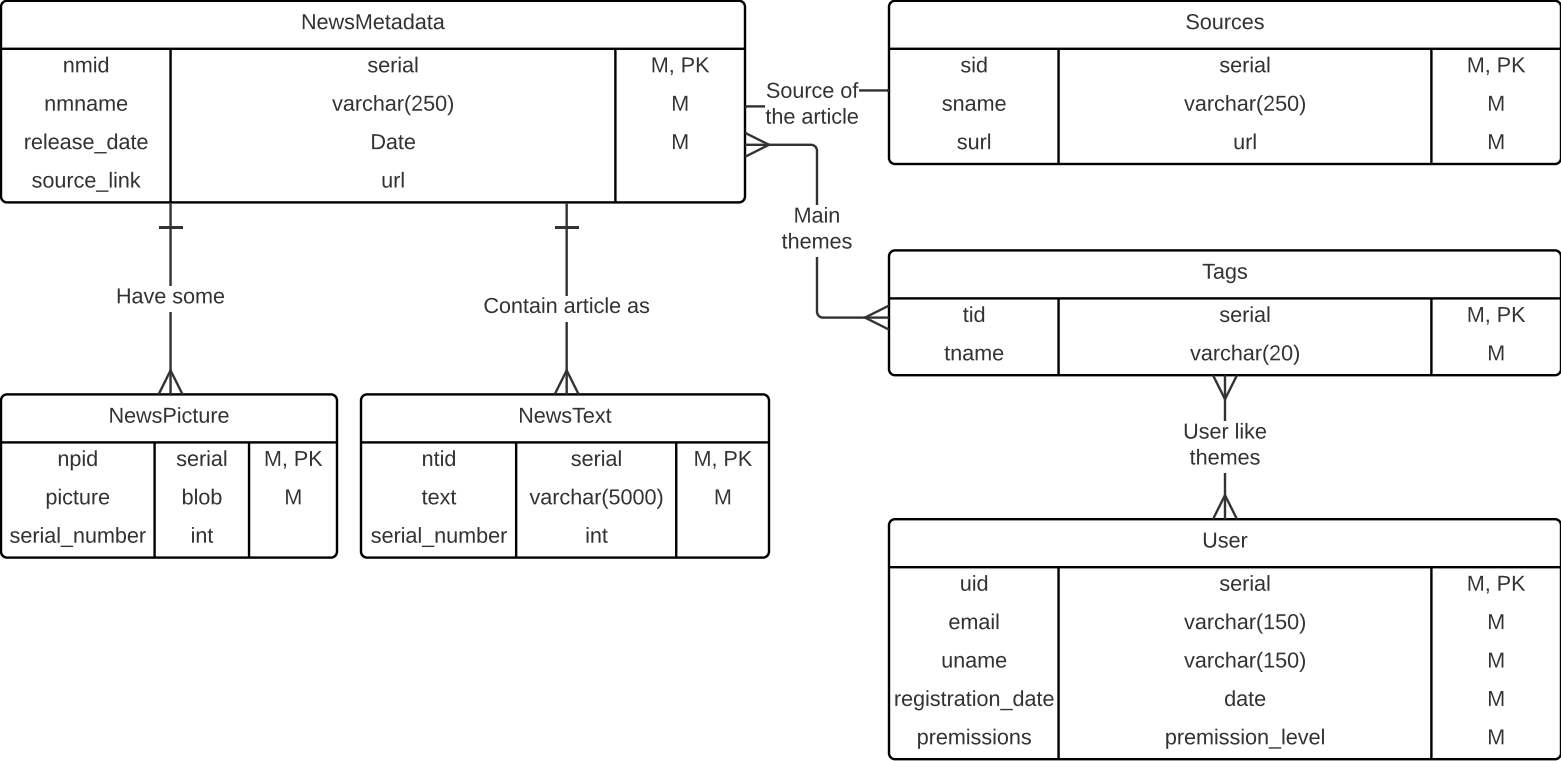 NewsMetadata
nmid serial M, PK
nmname varchar(250) M
release_date Date M
source_link url
Sources
sid serial M, PK
sname varchar(250) M
surl url M
Source of
the article
Main
themes
Tags
tid serial M, PK
tname varchar(20) M
Have some
Contain article as
NewsPicture
npid serial M, PK
picture blob M
serial_number int
NewsText
ntid serial M, PK
text varchar(5000) M
serial_number int
User like
themes
User
uid serial M, PK
email varchar(150) M
uname varchar(150) M
registration_date date M
premissions premission_level M